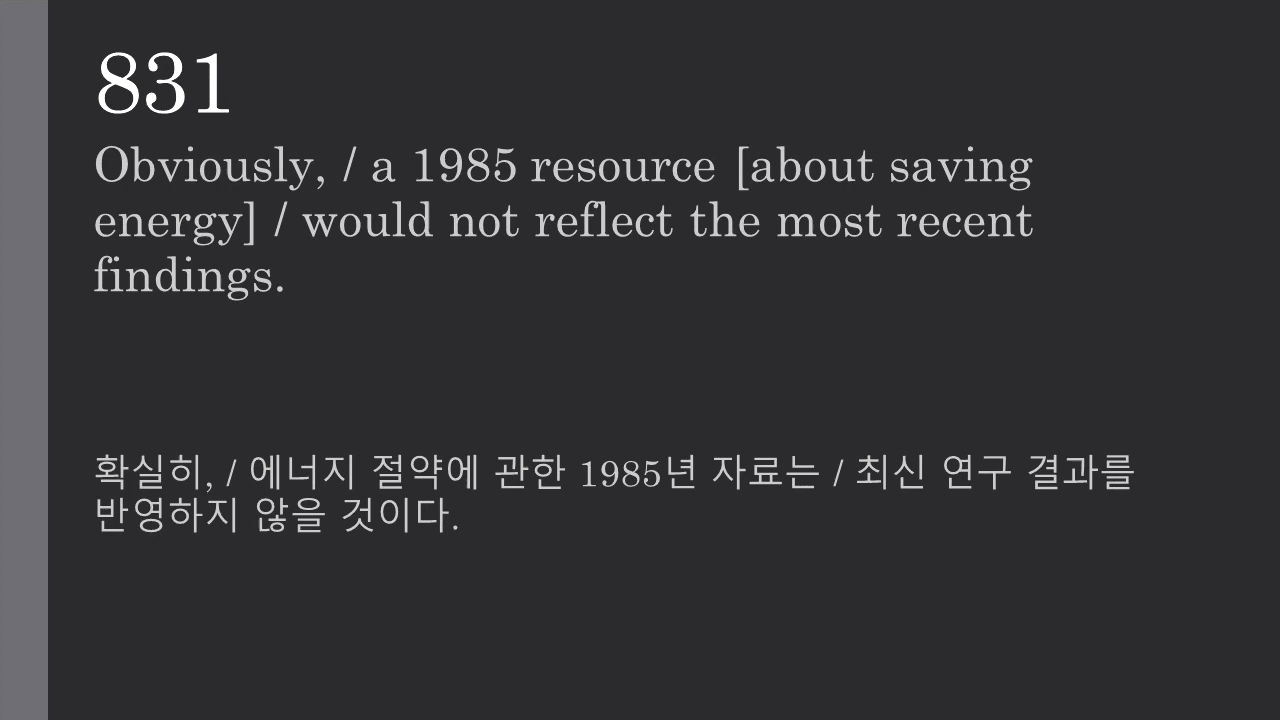 831
Obviously, / a 1985 resource [about saving
energy] / would not reflect the most recent
findings.
확실히, / 에너지 절약에 관한 1985년 자료는 / 최신 연구 결과를
반영하지 않을 것이다.